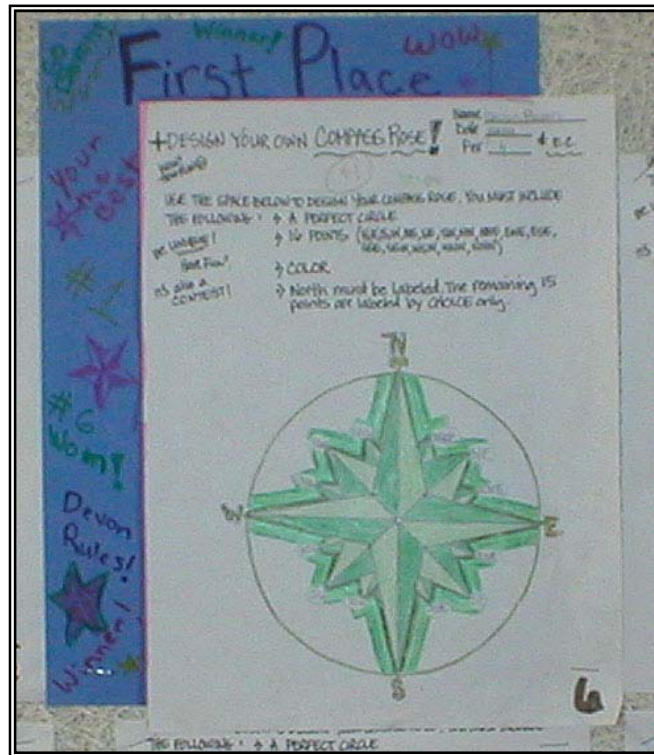 Winner!
WOW
First Place
Your
the
Best
#1
#6
Won!
Devon
Rules!
Winner!
Name
Date
Per 4 & E.C.
+DESIGN YOUR OWN COMPASS ROSE!
USE THE SPACE BELOW TO DESIGN YOUR COMPASS ROSE. YOU MUST INCLUDE
THE FOLLOWING: → A PERFECT CIRCLE
→ 16 POINTS
Be UNIQUE!
Have Fun!
→ COLOR
It's also a
CONTEST!
→ North must be labeled. The remaining 15
points are labeled by CHOICE only.
N
W
E
S
6
THE FOLLOWING: → A PERFECT CIRCLE